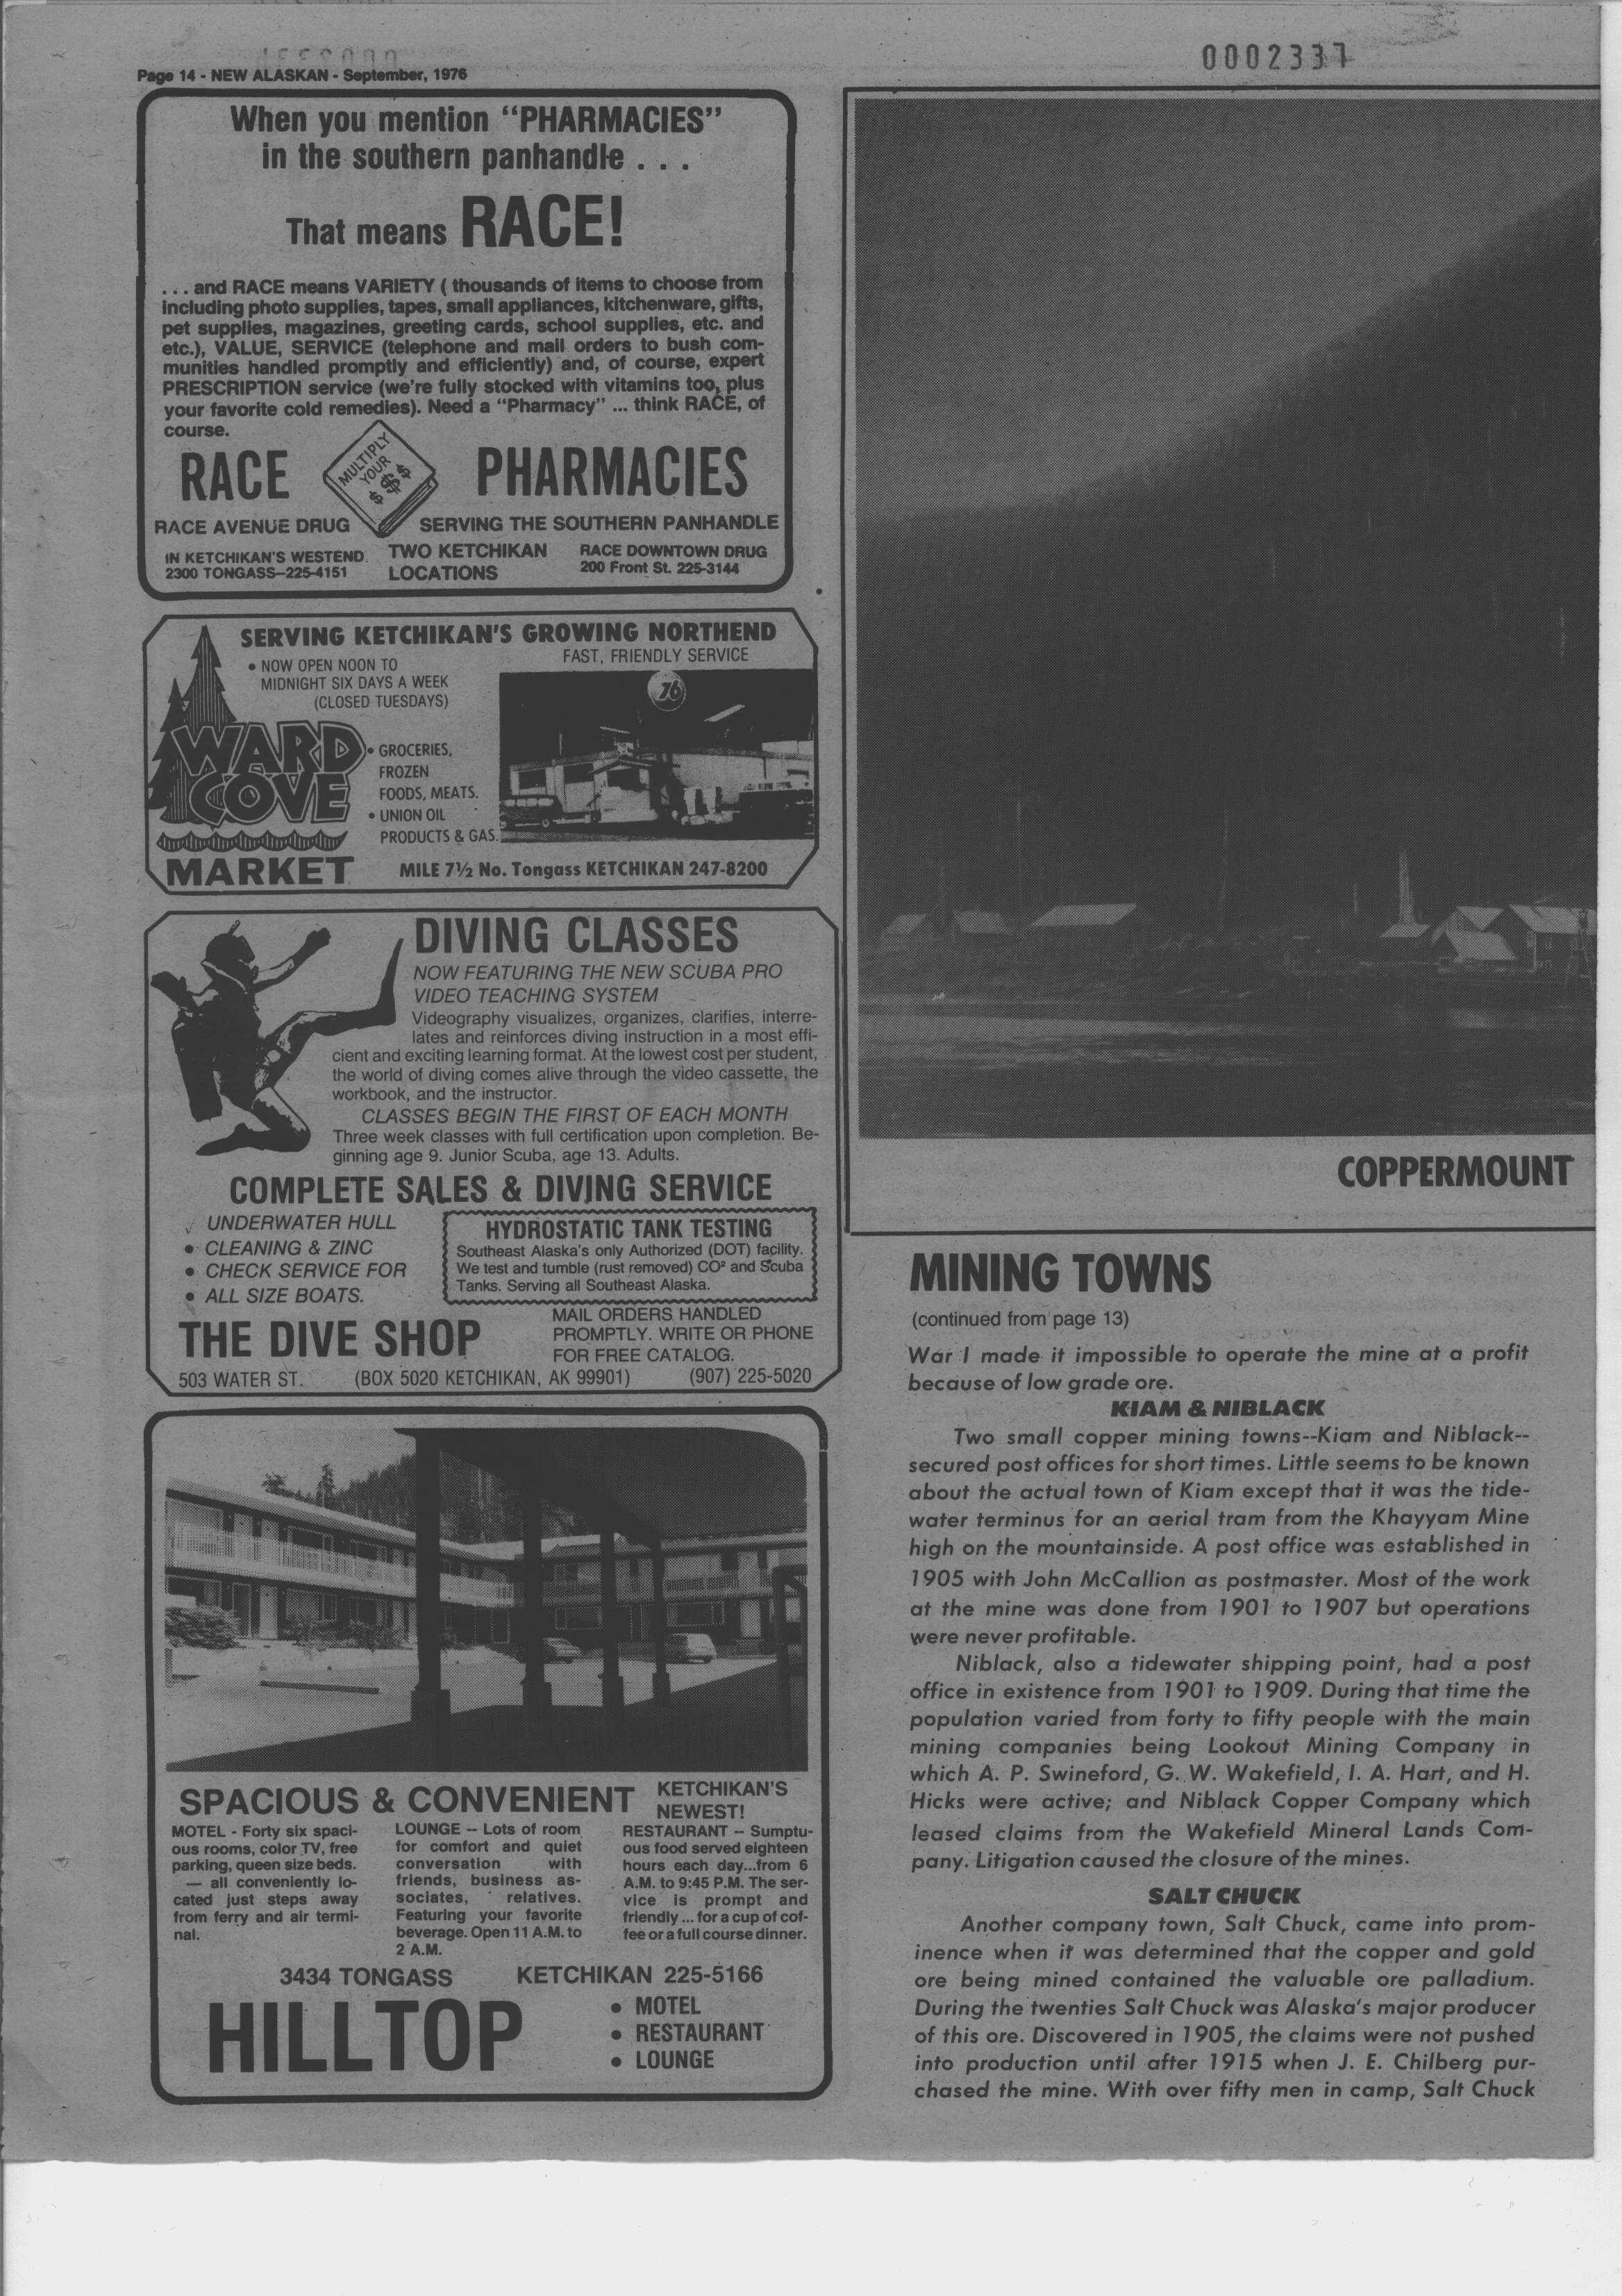 Page 14 - NEW ALASKAN - September, 1976
0002337
When you mention “PHARMACIES”
in the southern panhandle . . .
That means RACE!
. . . and RACE means VARIETY ( thousands of items to choose from
including photo supplies, tapes, small appliances, kitchenware, gifts,
pet supplies, magazines, greeting cards, school supplies, etc. and
etc.), VALUE, SERVICE (telephone and mail orders to bush com-
munities handled promptly and efficiently) and, of course, expert
PRESCRIPTION service (we're fully stocked with vitamins too, plus
your favorite cold remedies). Need a “Pharmacy” ... think RACE, of
course.
RACE
MULTIPLY
YOUR
$ $ $ $
PHARMACIES
RACE AVENUE DRUG
SERVING THE SOUTHERN PANHANDLE
IN KETCHIKAN'S WESTEND
2300 TONGASS—225-4151
TWO KETCHIKAN
LOCATIONS
RACE DOWNTOWN DRUG
200 Front St. 225-3144
SERVING KETCHIKAN'S GROWING NORTHEND
• NOW OPEN NOON TO
MIDNIGHT SIX DAYS A WEEK
(CLOSED TUESDAYS)
FAST, FRIENDLY SERVICE
76
WARD
COVE
MARKET
• GROCERIES,
FROZEN
FOODS, MEATS.
• UNION OIL
PRODUCTS & GAS.
MILE 7½ No. Tongass KETCHIKAN 247-8200
DIVING CLASSES
NOW FEATURING THE NEW SCUBA PRO
VIDEO TEACHING SYSTEM
Videography visualizes, organizes, clarifies, interre-
lates and reinforces diving instruction in a most effi-
cient and exciting learning format. At the lowest cost per student,
the world of diving comes alive through the video cassette, the
workbook, and the instructor.
CLASSES BEGIN THE FIRST OF EACH MONTH
Three week classes with full certification upon completion. Be-
ginning age 9. Junior Scuba, age 13. Adults.
COMPLETE SALES & DIVING SERVICE
UNDERWATER HULL
• CLEANING & ZINC
• CHECK SERVICE FOR
• ALL SIZE BOATS.
HYDROSTATIC TANK TESTING
Southeast Alaska's only Authorized (DOT) facility.
We test and tumble (rust removed) CO² and Scuba
Tanks. Serving all Southeast Alaska.
THE DIVE SHOP
MAIL ORDERS HANDLED
PROMPTLY. WRITE OR PHONE
FOR FREE CATALOG.
503 WATER ST. (BOX 5020 KETCHIKAN, AK 99901) (907) 225-5020
SPACIOUS & CONVENIENT
KETCHIKAN'S
NEWEST!
MOTEL - Forty six spaci-
ous rooms, color TV, free
parking, queen size beds.
— all conveniently lo-
cated just steps away
from ferry and air termi-
nal.
LOUNGE -- Lots of room
for comfort and quiet
conversation with
friends, business as-
sociates, relatives.
Featuring your favorite
beverage. Open 11 A.M. to
2 A.M.
RESTAURANT -- Sumptu-
ous food served eighteen
hours each day...from 6
A.M. to 9:45 P.M. The ser-
vice is prompt and
friendly ... for a cup of cof-
fee or a full course dinner.
3434 TONGASS KETCHIKAN 225-5166
HILLTOP
• MOTEL
• RESTAURANT
• LOUNGE
COPPERMOUNT
MINING TOWNS
(continued from page 13)
War I made it impossible to operate the mine at a profit
because of low grade ore.
KIAM & NIBLACK
Two small copper mining towns--Kiam and Niblack--
secured post offices for short times. Little seems to be known
about the actual town of Kiam except that it was the tide-
water terminus for an aerial tram from the Khayyam Mine
high on the mountainside. A post office was established in
1905 with John McCallion as postmaster. Most of the work
at the mine was done from 1901 to 1907 but operations
were never profitable.
Niblack, also a tidewater shipping point, had a post
office in existence from 1901 to 1909. During that time the
population varied from forty to fifty people with the main
mining companies being Lookout Mining Company in
which A. P. Swineford, G. W. Wakefield, I. A. Hart, and H.
Hicks were active; and Niblack Copper Company which
leased claims from the Wakefield Mineral Lands Com-
pany. Litigation caused the closure of the mines.
SALT CHUCK
Another company town, Salt Chuck, came into prom-
inence when it was determined that the copper and gold
ore being mined contained the valuable ore palladium.
During the twenties Salt Chuck was Alaska's major producer
of this ore. Discovered in 1905, the claims were not pushed
into production until after 1915 when J. E. Chilberg pur-
chased the mine. With over fifty men in camp, Salt Chuck